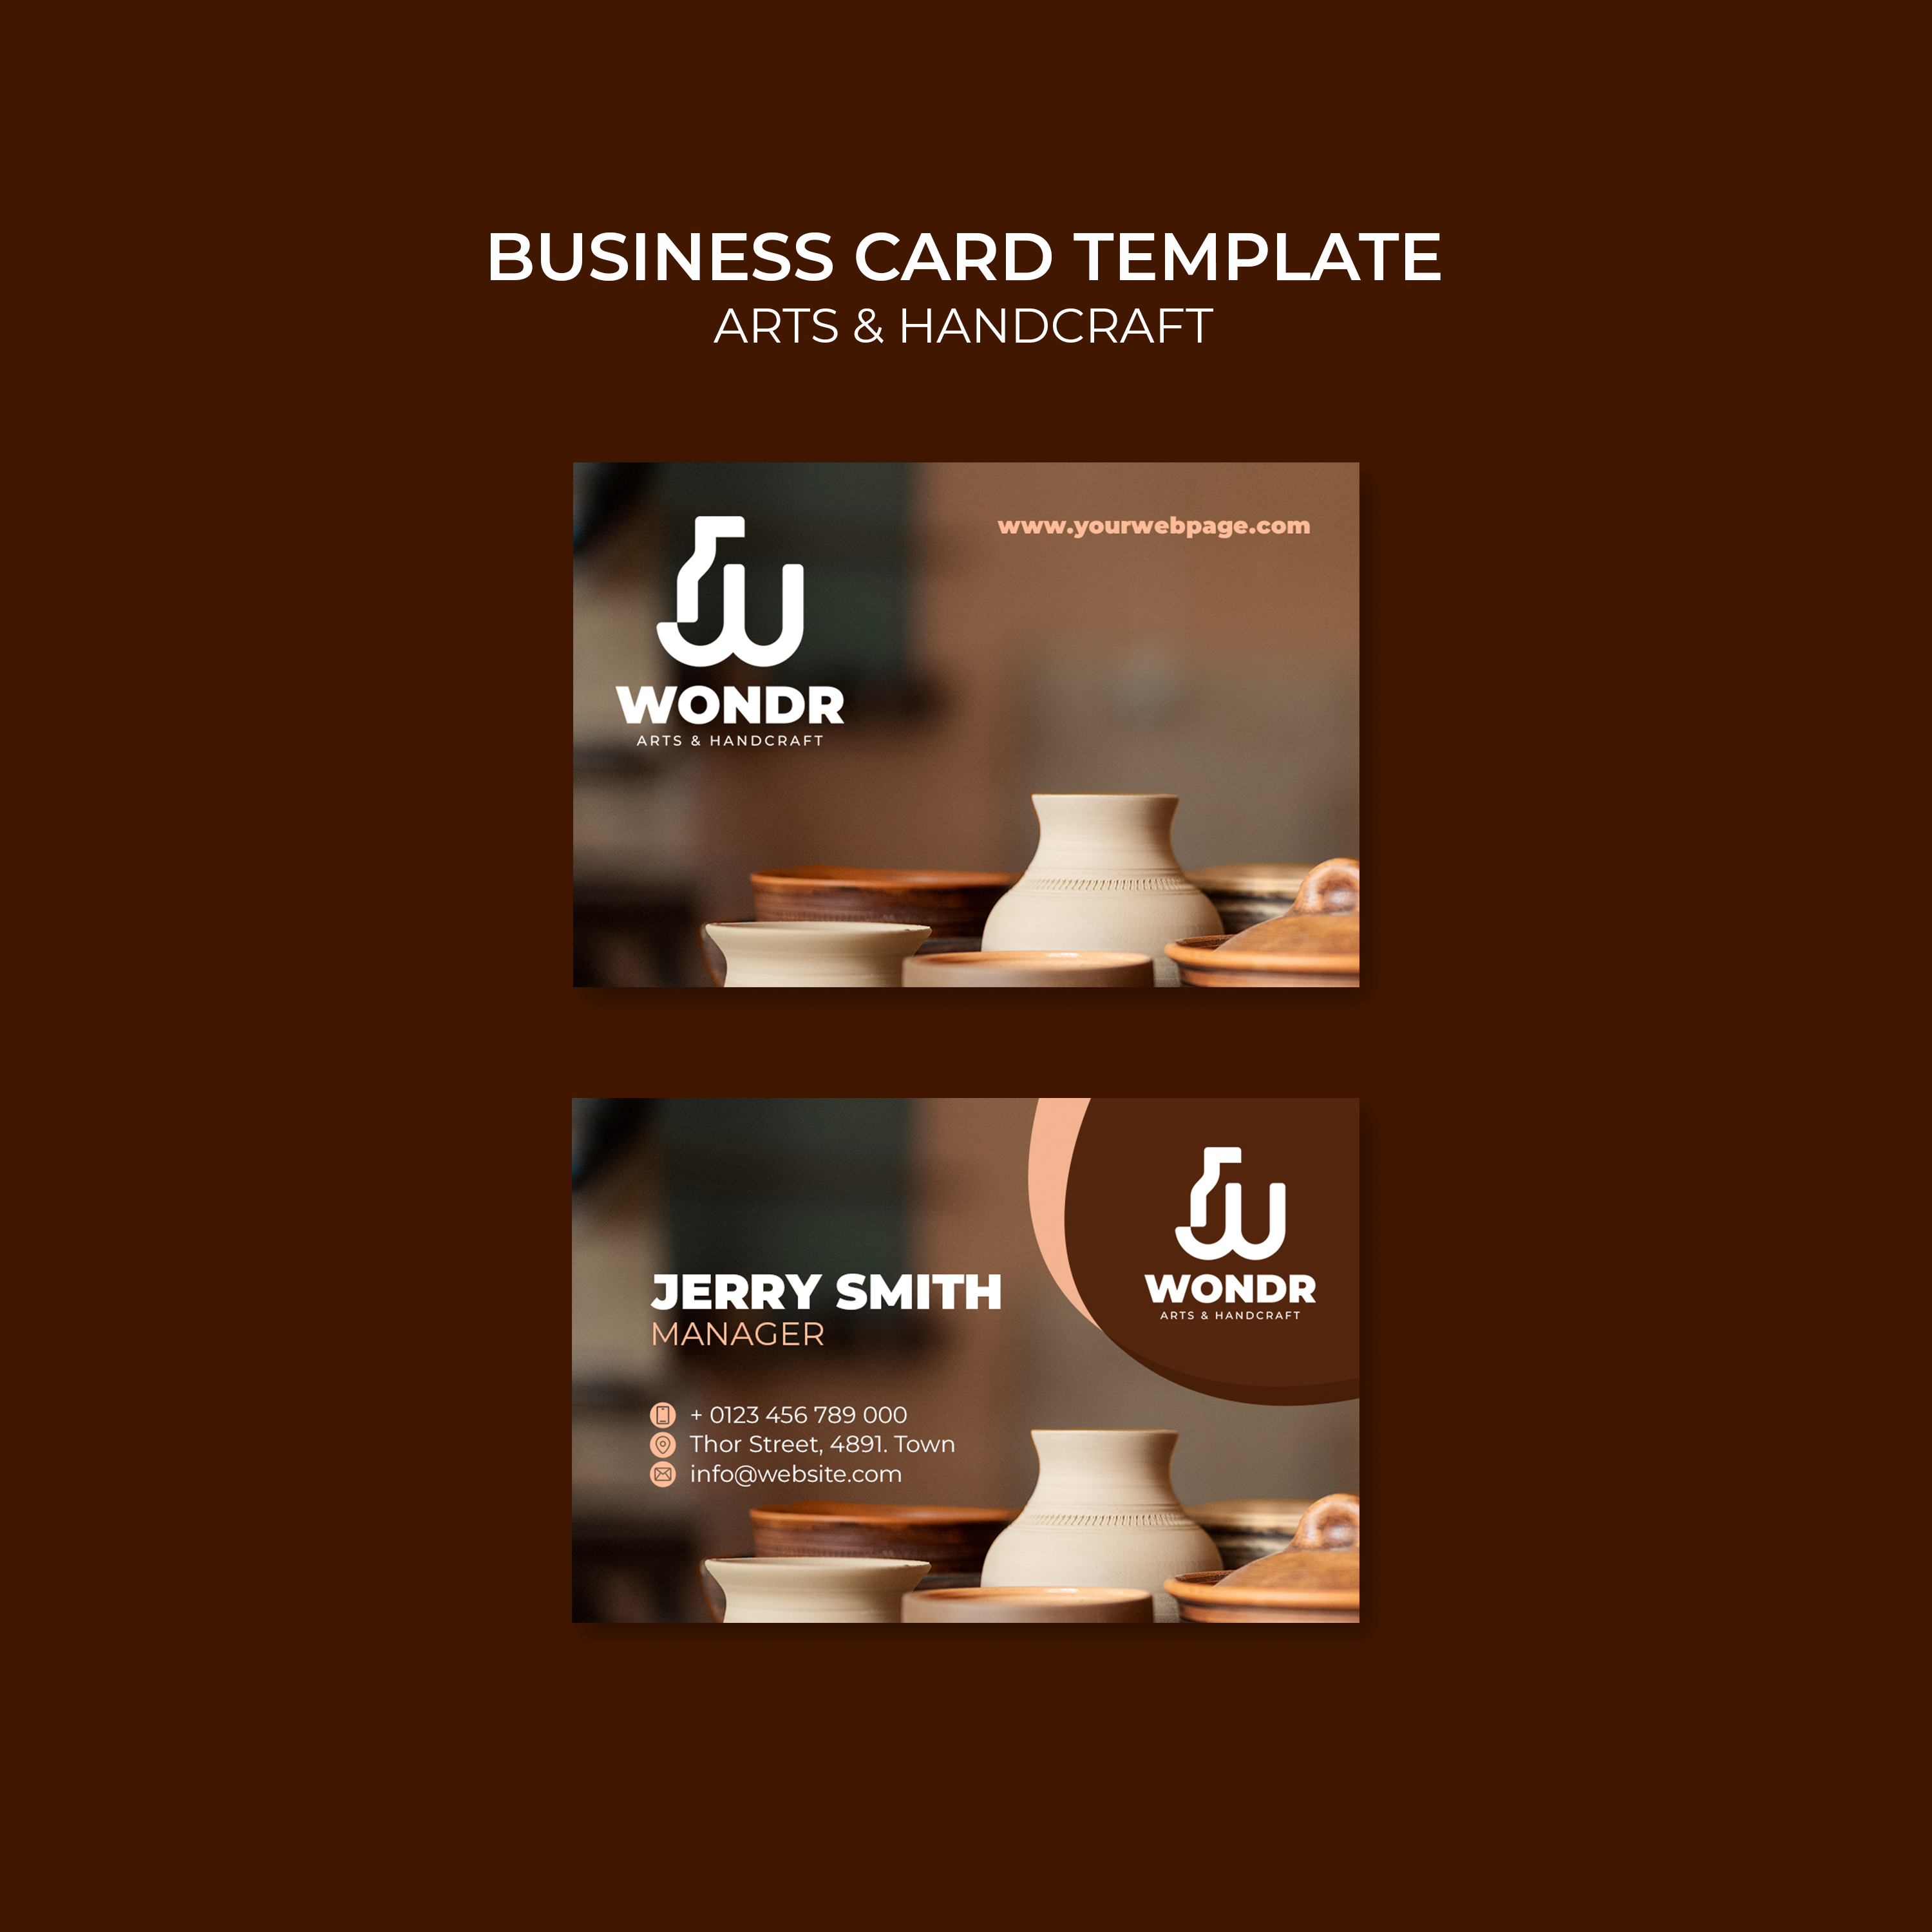 BUSINESS CARD TEMPLATE
ARTS & HANDCRAFT
www.yourwebpage.com
WONDR
ARTS & HANDCRAFT
WONDR
ARTS & HANDCRAFT
JERRY SMITH
MANAGER
+ 0123 456 789 000
Thor Street, 4891. Town
info@website.com